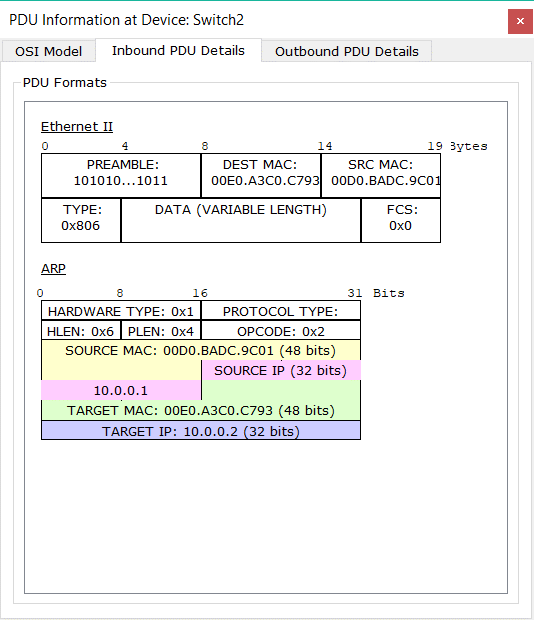 PDU Information at Device: Switch2
OSI Model Inbound PDU Details Outbound PDU Details
PDU Formats
Ethernet II
0 4 8 14 19 Bytes
PREAMBLE: DEST MAC: SRC MAC:
101010...1011 00E0.A3C0.C793 00D0.BADC.9C01
TYPE: DATA (VARIABLE LENGTH) FCS:
0x806 0x0
ARP
0 8 16 31 Bits
HARDWARE TYPE: 0x1 PROTOCOL TYPE:
HLEN: 0x6 PLEN: 0x4 OPCODE: 0x2
SOURCE MAC: 00D0.BADC.9C01 (48 bits)
SOURCE IP (32 bits)
10.0.0.1
TARGET MAC: 00E0.A3C0.C793 (48 bits)
TARGET IP: 10.0.0.2 (32 bits)